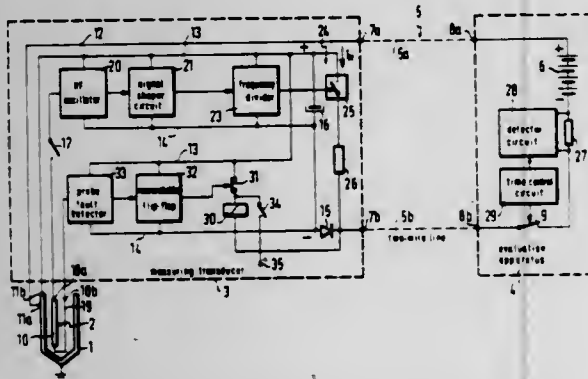 12 13 24 7a 5 8a
20 21 + i
HF oscillator
digital shaper circuit
frequency divider
5a
+
6
28
23
25
16
17
14
detector circuit
27
13
26
33 32 31
probe fault detector
flip-flop
34
time control circuit
30
29
15
7b 5b 8b 9
14
-
two-wire line
18a
35
measuring transducer
evaluation apparatus
11b 18b 3 4
11a 19
10 2
1